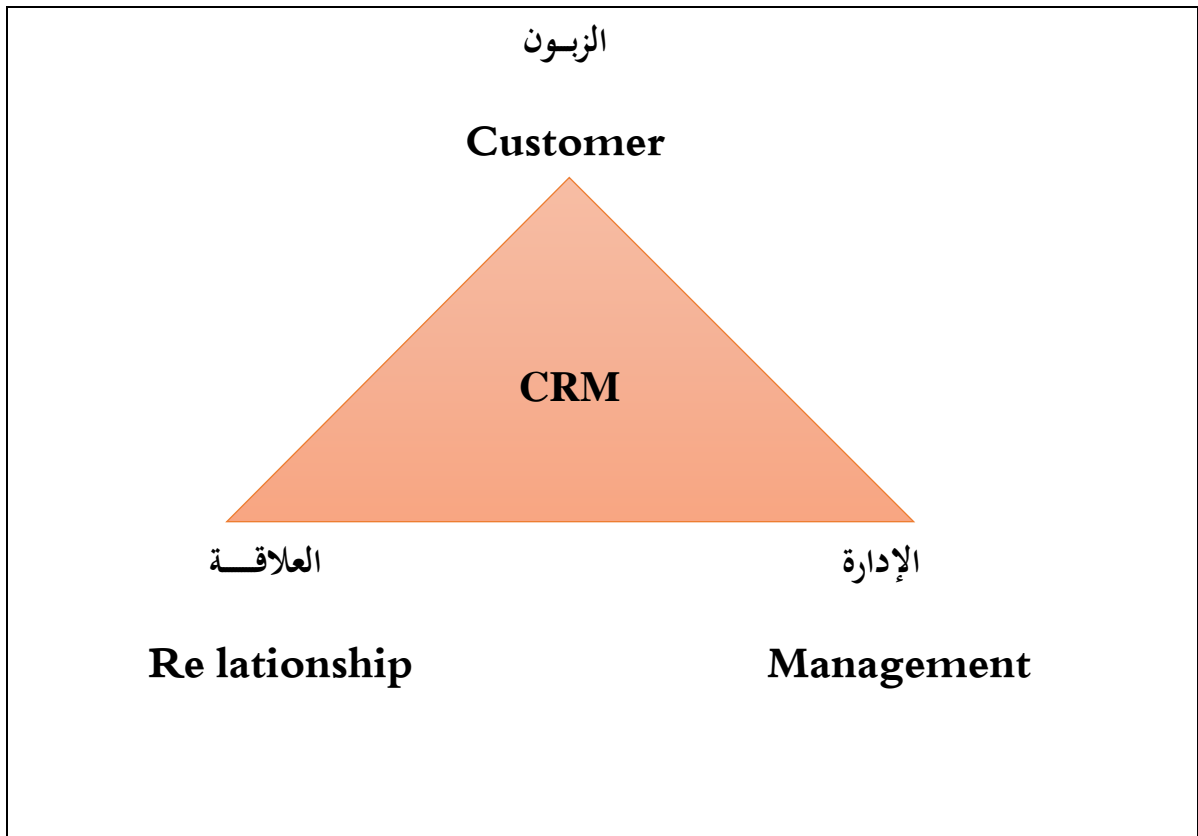 الزبـون
Customer
CRM
العلاقـــة
الإدارة
Re lationship
Management